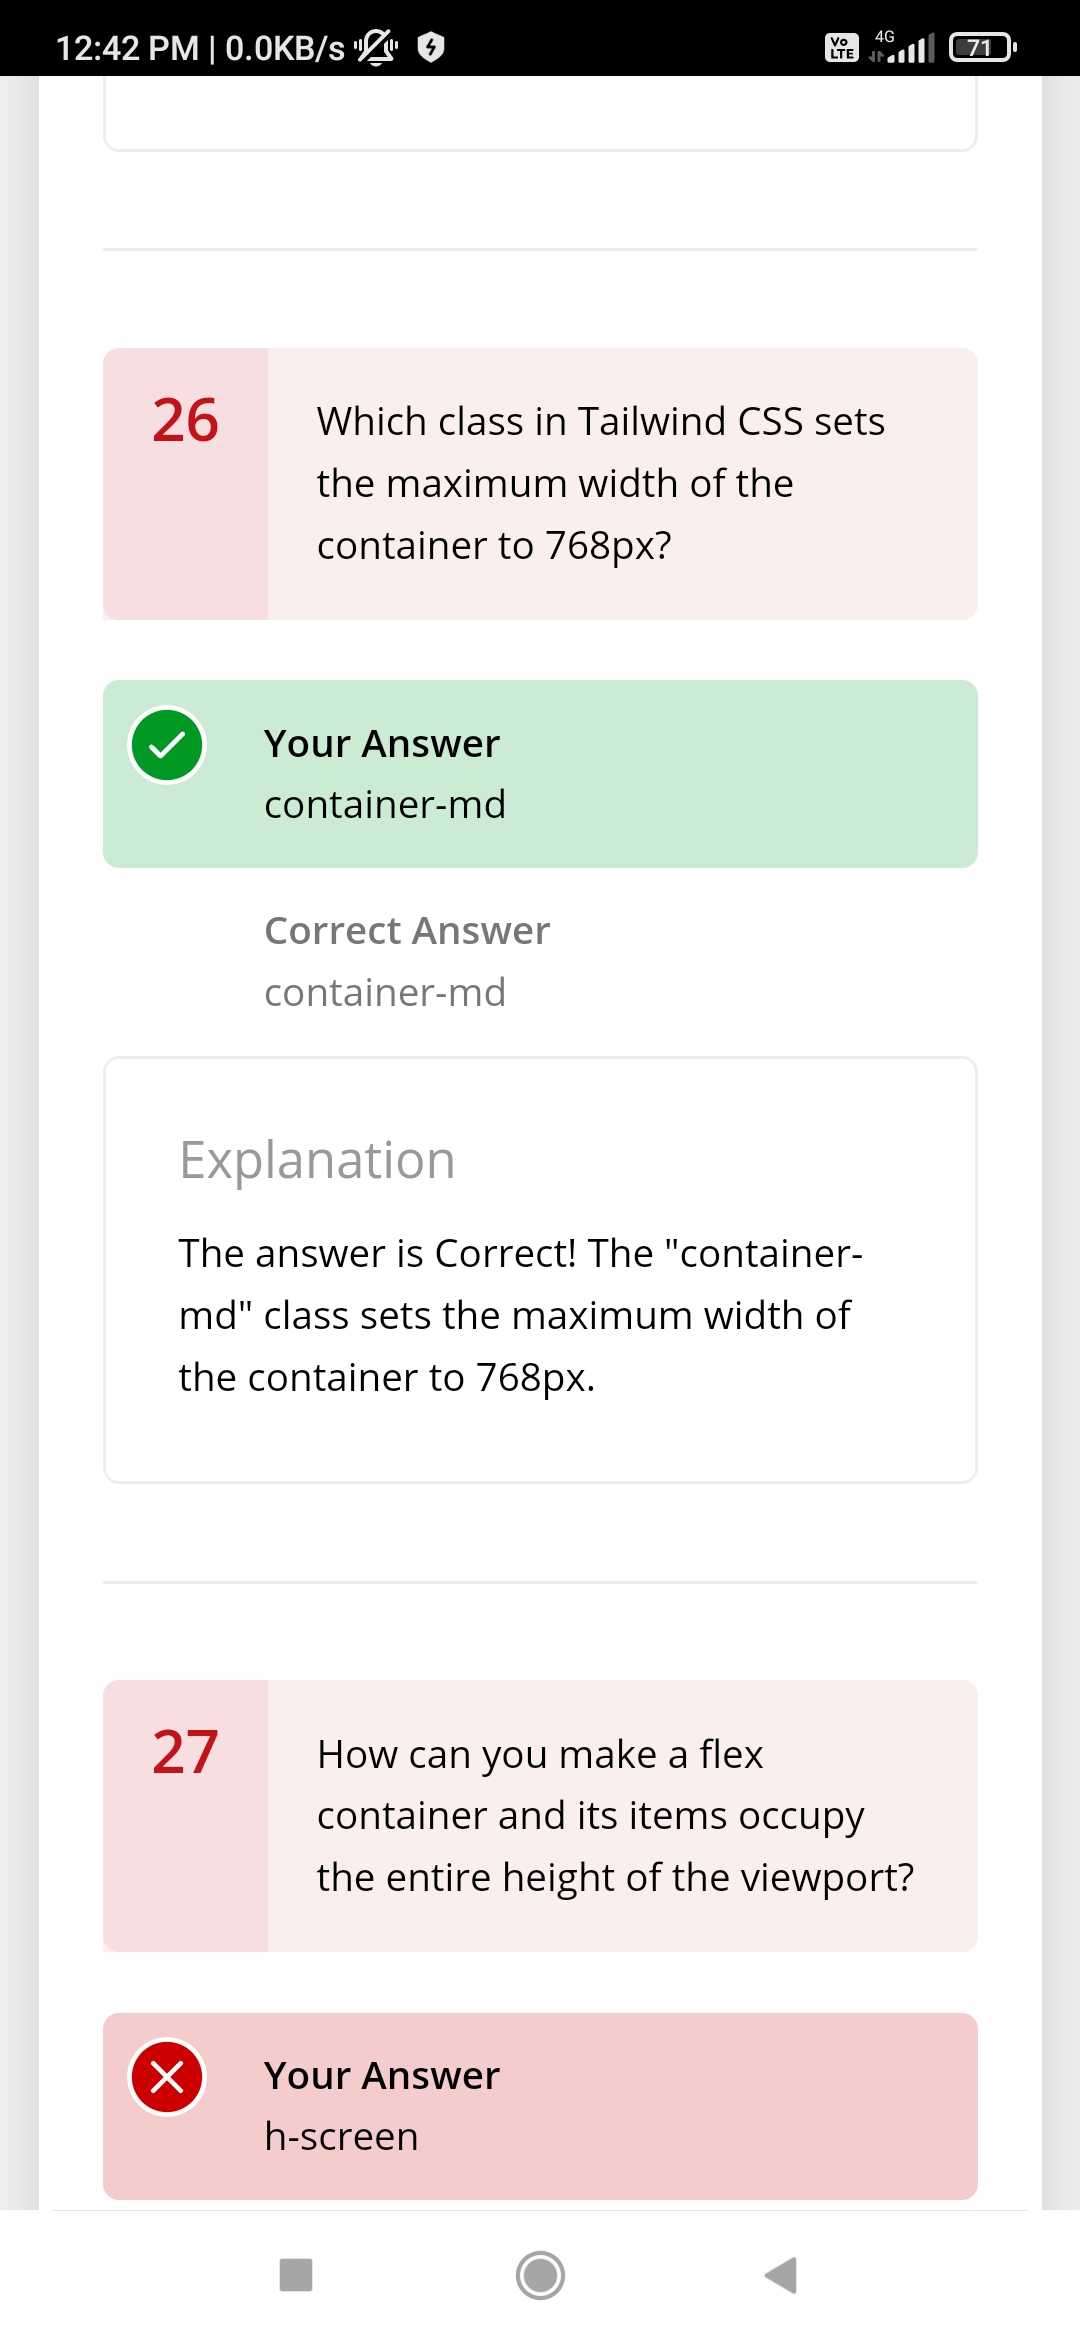 12:42 PM | 0.0KB/s
Vo LTE
4G
71
26
Which class in Tailwind CSS sets
the maximum width of the
container to 768px?
Your Answer
container-md
Correct Answer
container-md
Explanation
The answer is Correct! The "container-
md" class sets the maximum width of
the container to 768px.
27
How can you make a flex
container and its items occupy
the entire height of the viewport?
Your Answer
h-screen